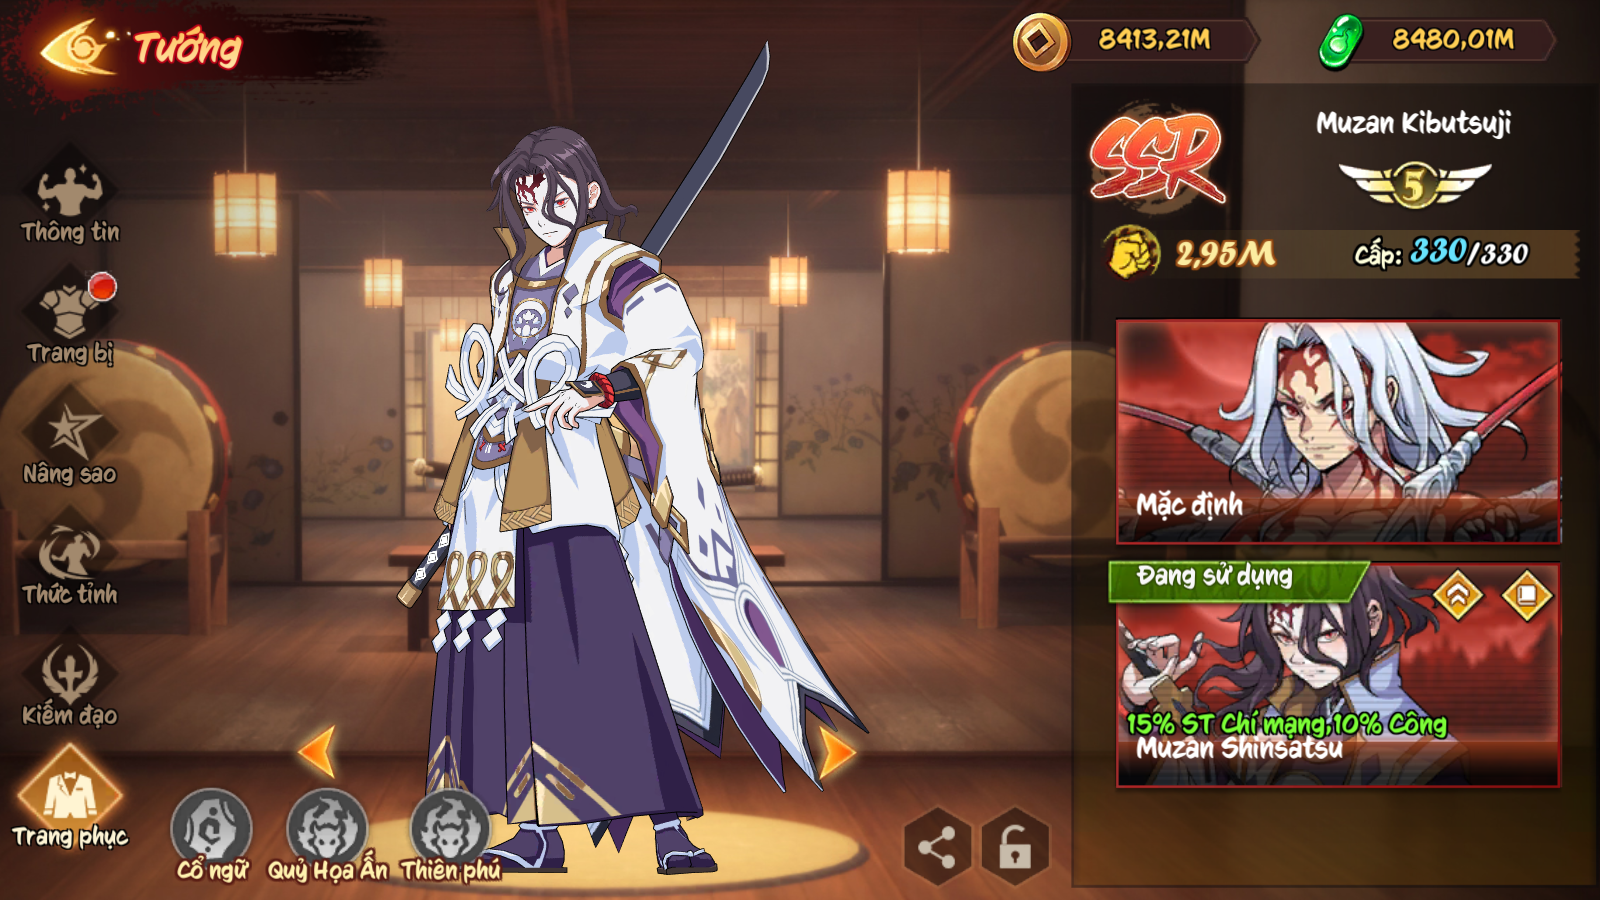 Tướng
8413,21M
8480,01M
SSR
Muzan Kibutsuji
5
2,95M
Cấp: 330/330
Thông tin
Trang bị
Nâng sao
Thức tỉnh
Kiếm đạo
Trang phục
Cổ ngữ
Quỷ Họa Ấn
Thiên phú
Mặc định
Đang sử dụng
15% ST Chí mạng,10% Công
Muzan Shinsatsu